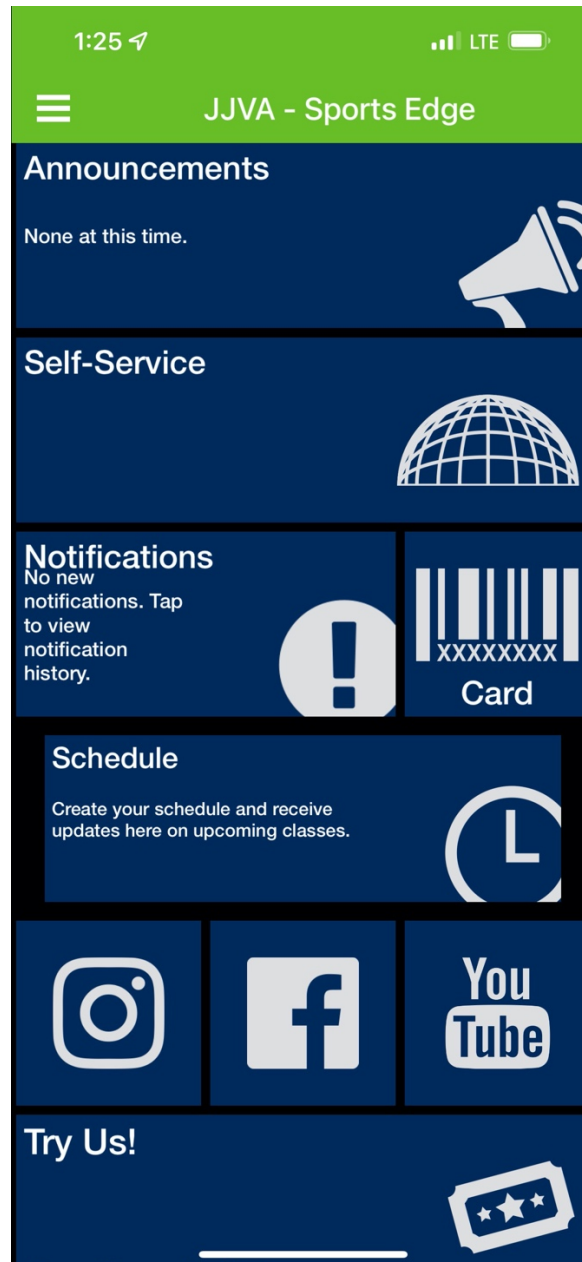 1:25
LTE
JJVA - Sports Edge
Announcements
None at this time.
Self-Service
Notifications
No new
notifications. Tap
to view
notification
history.
XXXXXXXX
Card
Schedule
Create your schedule and receive
updates here on upcoming classes.
f
You
Tube
Try Us!